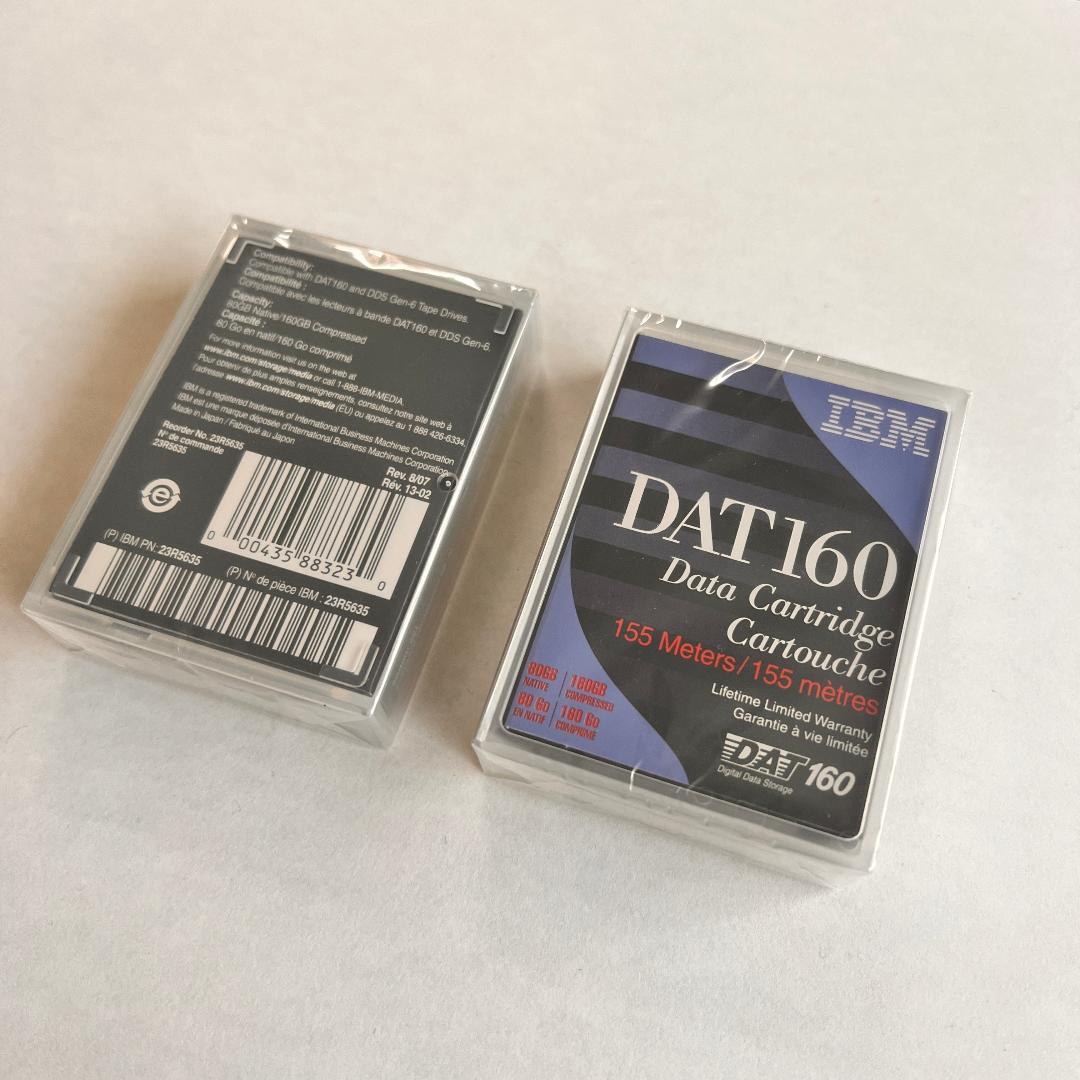 Compatibility:
Compatible with DAT160 and DDS Gen-6 Tape Drives.
Compatibilité :
Compatible avec les lecteurs à bande DAT160 et DDS Gen-6.
Capacity:
80GB Native/160GB Compressed
Capacité :
80 Go en natif/160 Go comprimé
For more information visit us on the web at
www.ibm.com/storage/media or call 1-888-IBM-MEDIA.
Pour obtenir de plus amples renseignements, consultez notre site web à
l'adresse www.ibm.com/storage/media (EU) ou appelez au 1 888 426-6334.
IBM is a registered trademark of International Business Machines Corporation
IBM est une marque déposée d'International Business Machines Corporation
Made in Japan / Fabriqué au Japon
Reorder No. 23R5635
N° de commande
23R5635
Rev. 8/07
Rév. 13-02
e
0 00435 88323 0
(P) IBM PN: 23R5635
(P) N° de pièce IBM : 23R5635
IBM
DAT160
Data Cartridge
Cartouche
155 Meters / 155 mètres
80GB NATIVE
160GB COMPRESSED
80 Go EN NATIF
160 Go COMPRIMÉ
Lifetime Limited Warranty
Garantie à vie limitée
DAT 160
Digital Data Storage